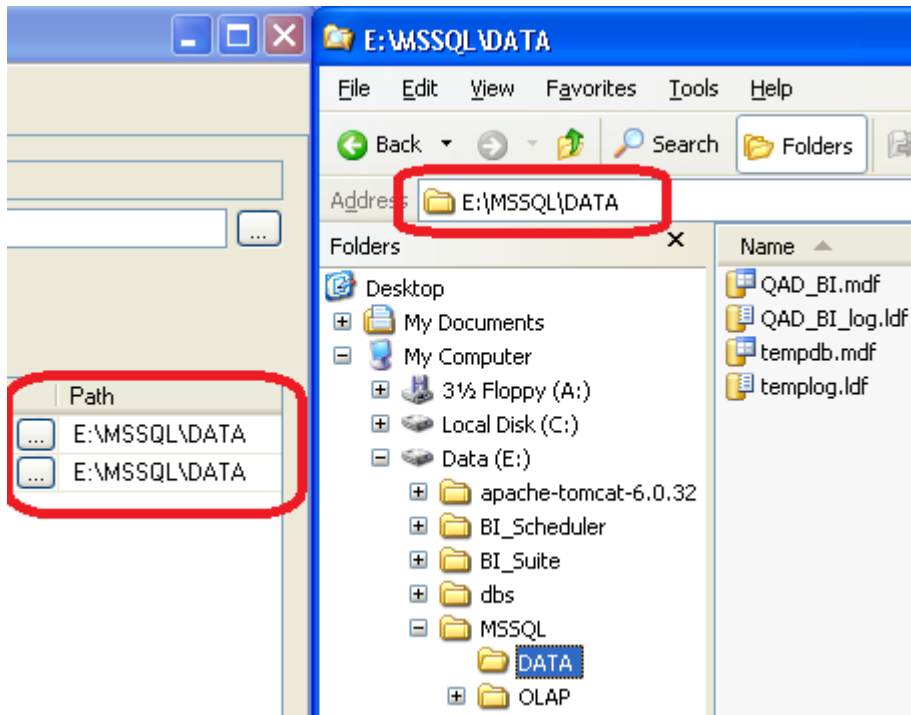 ...
Path
... E:\MSSQL\DATA
... E:\MSSQL\DATA
E:\MSSQL\DATA
File Edit View Favorites Tools Help
Back Search Folders
Address E:\MSSQL\DATA
Folders x
Name
Desktop
My Documents
My Computer
3½ Floppy (A:)
Local Disk (C:)
Data (E:)
apache-tomcat-6.0.32
BI_Scheduler
BI_Suite
dbs
MSSQL
DATA
OLAP
QAD_BI.mdf
QAD_BI_log.ldf
tempdb.mdf
templog.ldf